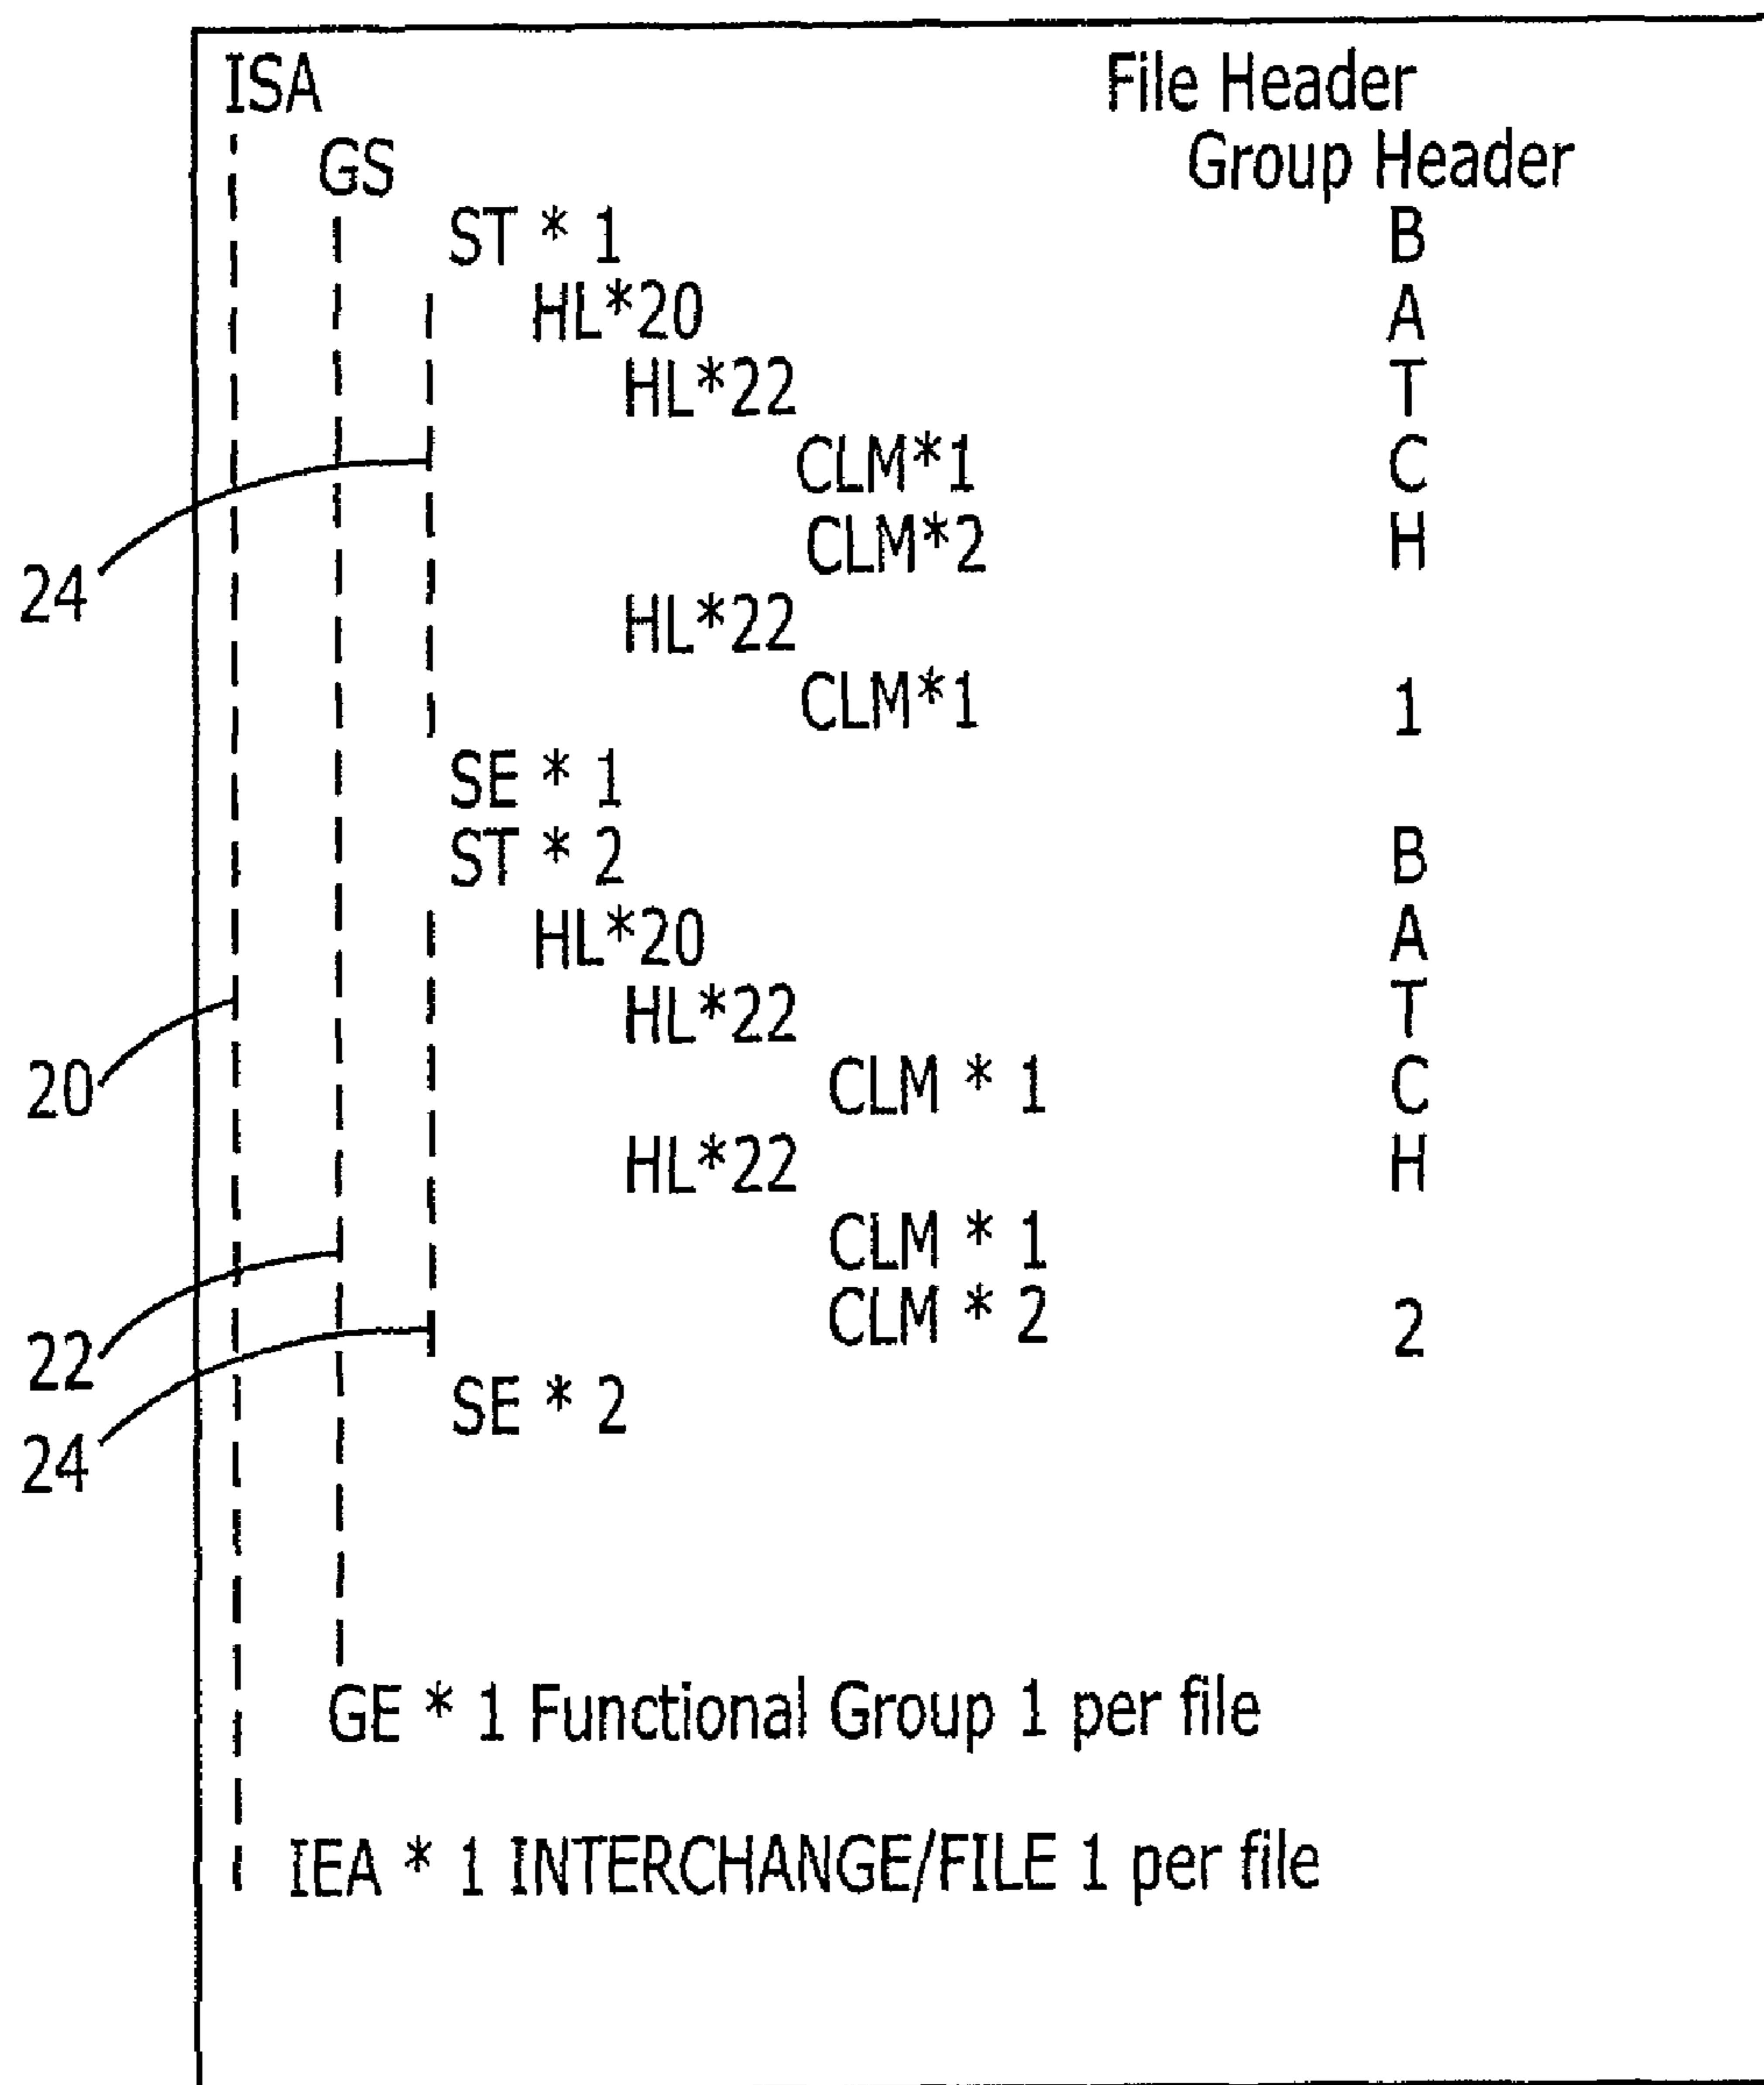 ISA File Header
GS Group Header
ST * 1 B
HL*20 A
HL*22 T
CLM*1 C
CLM*2 H
24
HL*22
CLM*1 1
SE * 1
ST * 2 B
HL*20 A
HL*22 T
20 CLM * 1 C
HL*22 H
CLM * 1
CLM * 2 2
22
SE * 2
24
GE * 1 Functional Group 1 per file
IEA * 1 INTERCHANGE/FILE 1 per file